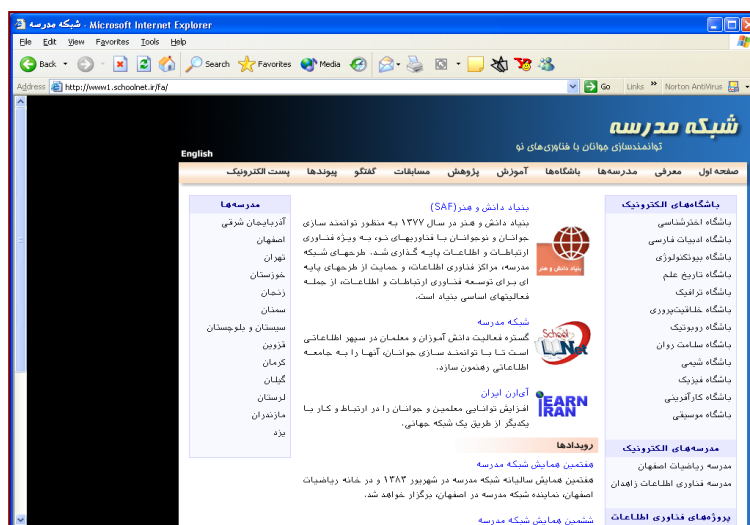 شبکه مدرسه - Microsoft Internet Explorer
File Edit View Favorites Tools Help
Back Search Favorites Media
Address http://www1.schoolnet.ir/fa/ Go Links » Norton AntiVirus
شبکه مدرسه
توانمندسازی جوانان با فناوری‌های نو
English
صفحه اول معرفی مدرسه‌ها باشگاه‌ها آموزش پژوهش مسابقات گفتگو پیوندها پست الکترونیک
باشگاه‌های الکترونیک
باشگاه اخترشناسی
باشگاه ادبیات فارسی
باشگاه بیوتکنولوژی
باشگاه تاریخ علم
باشگاه ترافیک
باشگاه خلاقیت‌پروری
باشگاه روبوتیک
باشگاه سلامت روان
باشگاه شیمی
باشگاه فیزیک
باشگاه کارآفرینی
باشگاه موسیقی
مدرسه‌های الکترونیک
مدرسه ریاضیات اصفهان
مدرسه فناوری اطلاعات زاهدان
پروژه‌های فناوری اطلاعات
بنیاد دانش و هنر(SAF)
بنیاد دانش و هنر در سال ۱۳۷۷ به منظور توانمند سازی
جوانان و نوجوانان با فناوریهای نو، به ویژه فناوری
ارتباطات و اطلاعات پایه گذاری شد. طرحهای شبکه
مدرسه، مراکز فناوری اطلاعات، و حمایت از طرحهای پایه
ای برای توسعه فناوری ارتباطات و اطلاعات، از جمله
فعالیتهای اساسی بنیاد است.
بنیاد دانش و هنر
شبکه مدرسه
گستره فعالیت دانش آموزان و معلمان در سپهر اطلاعاتی
است تا با توانمند سازی جوانان، آنها را به جامعه
اطلاعاتی رهنمون سازد.
School Net
آی‌ارن ایران
افزایش توانایی معلمین و جوانان را در ارتباط و کار با
یکدیگر از طریق یک شبکه جهانی.
iEARN
IRAN
رویدادها
هفتمین همایش شبکه مدرسه
هفتمین همایش سالیانه شبکه مدرسه در شهریور ۱۳۸۳ و در خانه ریاضیات
اصفهان، نماینده شبکه مدرسه در اصفهان، برگزار خواهد شد.
ششمین همایش شبکه مدرسه
مدرسه‌ها
آذربایجان شرقی
اصفهان
تهران
خوزستان
زنجان
سمنان
سیستان و بلوچستان
قزوین
کرمان
گیلان
لرستان
مازندران
یزد